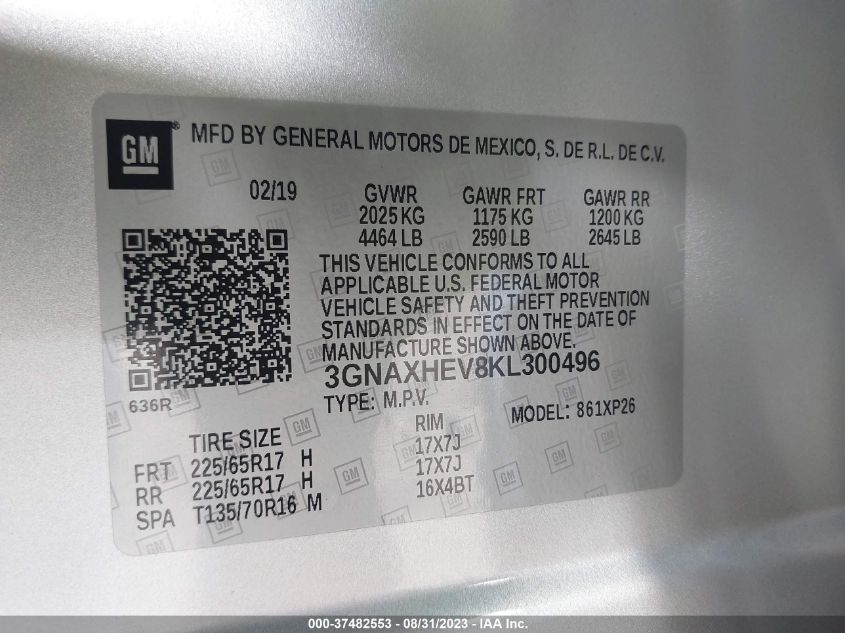 GM® MFD BY GENERAL MOTORS DE MEXICO, S. DE R.L. DE C.V.
02/19 GVWR GAWR FRT GAWR RR
2025 KG 1175 KG 1200 KG
4464 LB 2590 LB 2645 LB
THIS VEHICLE CONFORMS TO ALL
APPLICABLE U.S. FEDERAL MOTOR
VEHICLE SAFETY AND THEFT PREVENTION
STANDARDS IN EFFECT ON THE DATE OF
MANUFACTURE SHOWN ABOVE.
3GNAXHEV8KL300496
636R TYPE: M.P.V. MODEL: 861XP26
TIRE SIZE RIM
FRT 225/65R17 H 17X7J
RR 225/65R17 H 17X7J
SPA T135/70R16 M 16X4BT
000-37482553 - 08/31/2023 - IAA Inc.